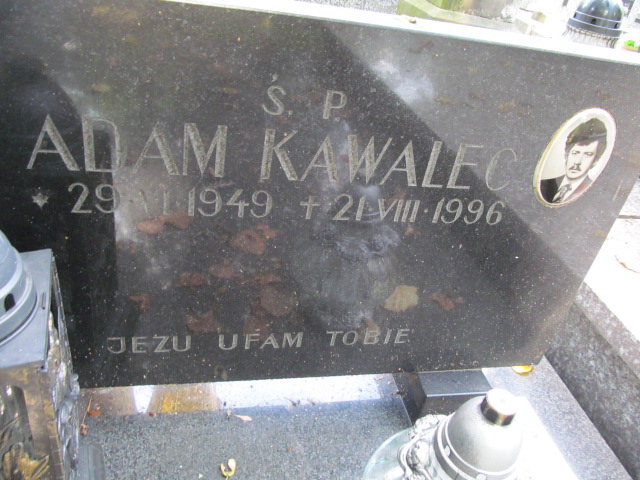 Ś. P.
ADAM KAWALEC
* 29 VI 1949 + 21·VIII·1996
JEZU UFAM TOBIE